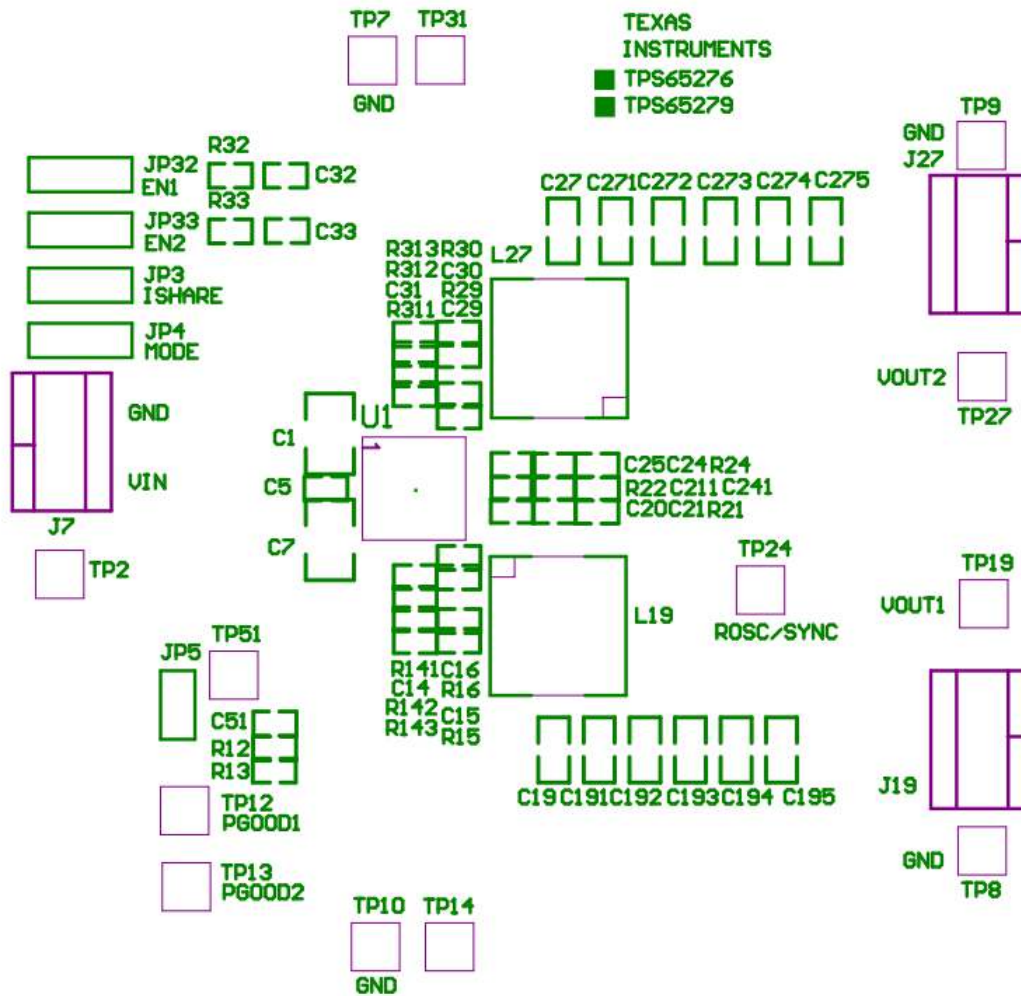 TP7 TP31
GND
TEXAS
INSTRUMENTS
TPS65276
TPS65279
TP9
GND
J27
R32
JP32
EN1
C32
R33
JP33
EN2
C33
JP3
ISHARE
JP4
MODE
C27 C271 C272 C273 C274 C275
R313 R30
R312 C30
C31 R29
R311 C29
L27
VOUT2
TP27
GND
VIN
J7
U1
C1
C5
C7
C25 C24 R24
R22 C211 C241
C20 C21 R21
TP2
TP24
ROSC/SYNC
TP19
VOUT1
L19
TP51
JP5
R141 C16
C14 R16
R142 C15
R143 R15
C51
R12
R13
C19 C191 C192 C193 C194 C195
J19
TP12
PGOOD1
TP13
PGOOD2
GND
TP8
TP10 TP14
GND